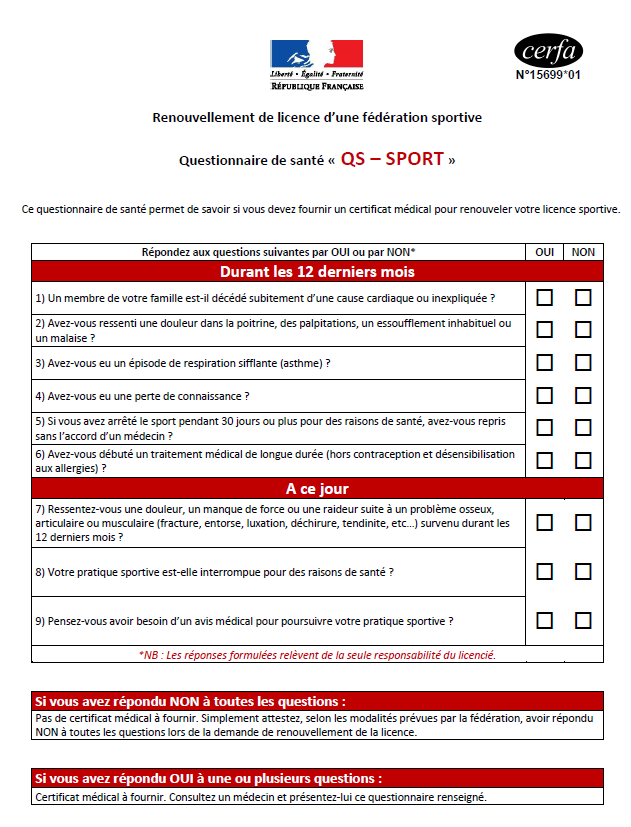 cerfa
N°15699*01
Liberté • Égalité • Fraternité
RÉPUBLIQUE FRANÇAISE
Renouvellement de licence d'une fédération sportive
Questionnaire de santé « QS – SPORT »
Ce questionnaire de santé permet de savoir si vous devez fournir un certificat médical pour renouveler votre licence sportive.
Répondez aux questions suivantes par OUI ou par NON* OUI NON
Durant les 12 derniers mois
1) Un membre de votre famille est-il décédé subitement d'une cause cardiaque ou inexpliquée ?
2) Avez-vous ressenti une douleur dans la poitrine, des palpitations, un essoufflement inhabituel ou
un malaise ?
3) Avez-vous eu un épisode de respiration sifflante (asthme) ?
4) Avez-vous eu une perte de connaissance ?
5) Si vous avez arrêté le sport pendant 30 jours ou plus pour des raisons de santé, avez-vous repris
sans l'accord d'un médecin ?
6) Avez-vous débuté un traitement médical de longue durée (hors contraception et désensibilisation
aux allergies) ?
A ce jour
7) Ressentez-vous une douleur, un manque de force ou une raideur suite à un problème osseux,
articulaire ou musculaire (fracture, entorse, luxation, déchirure, tendinite, etc...) survenu durant les
12 derniers mois ?
8) Votre pratique sportive est-elle interrompue pour des raisons de santé ?
9) Pensez-vous avoir besoin d'un avis médical pour poursuivre votre pratique sportive ?
*NB : Les réponses formulées relèvent de la seule responsabilité du licencié.
Si vous avez répondu NON à toutes les questions :
Pas de certificat médical à fournir. Simplement attestez, selon les modalités prévues par la fédération, avoir répondu
NON à toutes les questions lors de la demande de renouvellement de la licence.
Si vous avez répondu OUI à une ou plusieurs questions :
Certificat médical à fournir. Consultez un médecin et présentez-lui ce questionnaire renseigné.